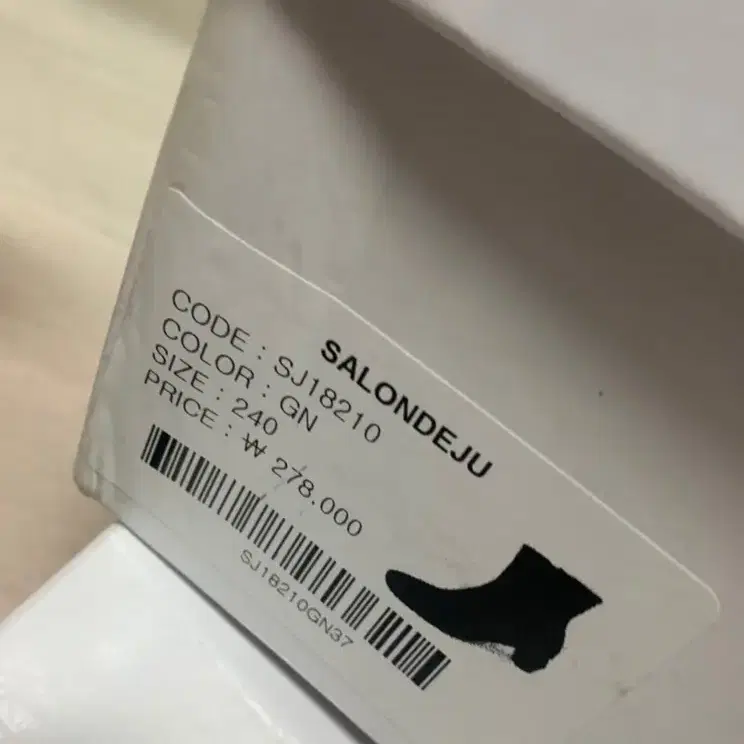 SALONDEJU
CODE : SJ18210
COLOR : GN
SIZE : 240
PRICE : ₩ 278.000
SJ18210GN37